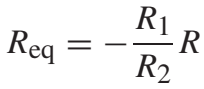 R_eq = −\frac{R_1}{R_2} R